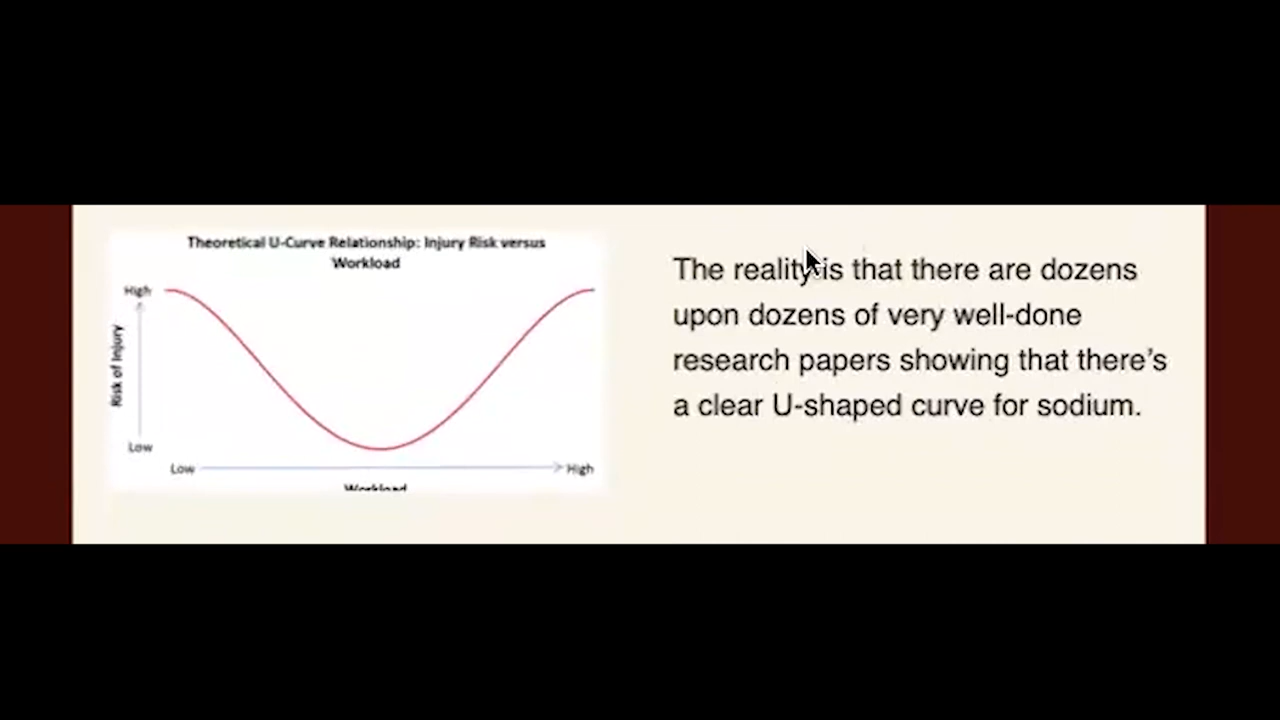 Theoretical U-Curve Relationship: Injury Risk versus
Workload
High
Risk of Injury
Low
Low
High
Workload
The reality is that there are dozens
upon dozens of very well-done
research papers showing that there’s
a clear U-shaped curve for sodium.